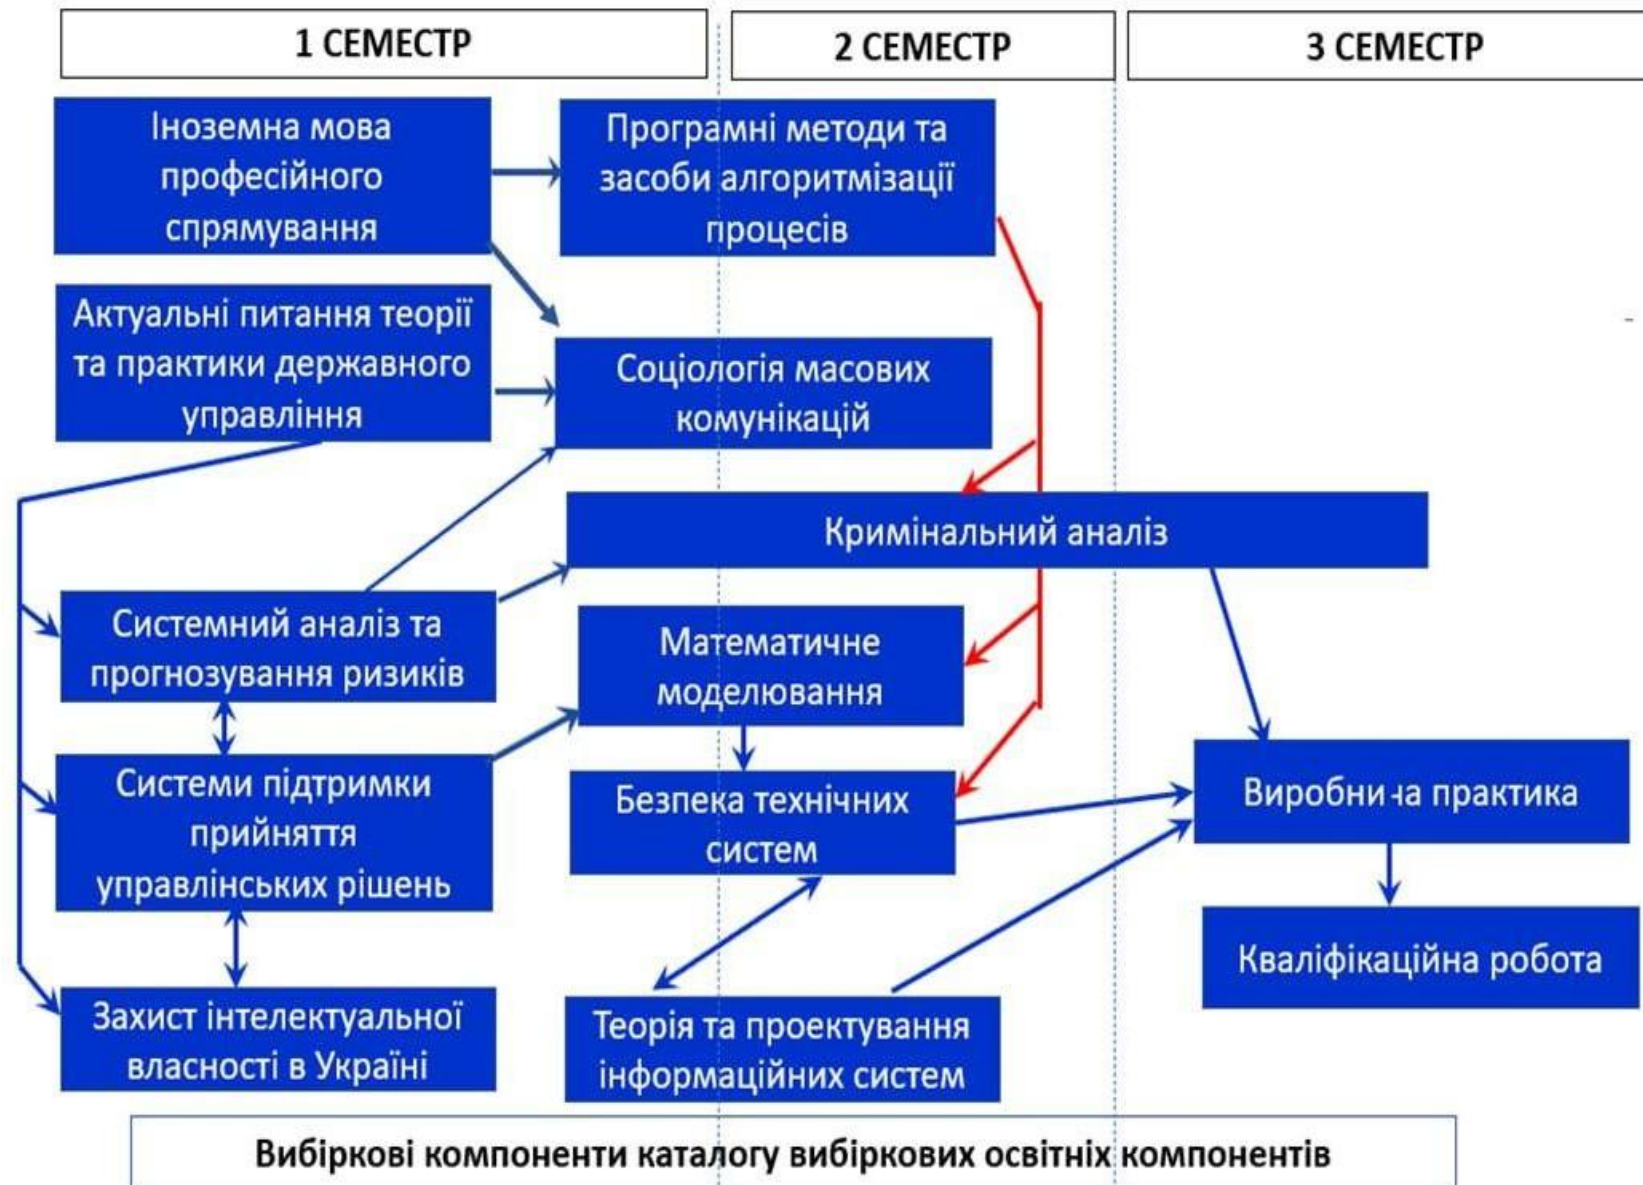 1 СЕМЕСТР
2 СЕМЕСТР
3 СЕМЕСТР
Іноземна мова
професійного
спрямування
Програмні методи та
засоби алгоритмізації
процесів
Актуальні питання теорії
та практики державного
управління
Соціологія масових
комунікацій
Кримінальний аналіз
Системний аналіз та
прогнозування ризиків
Математичне
моделювання
Системи підтримки
прийняття
управлінських рішень
Безпека технічних
систем
практика
Кваліфікаційна робота
Захист інтелектуальної
власності в Україні
Теорія та проектування
інформаційних систем
Вибіркові компоненти каталогу вибіркових освітніх компонентів